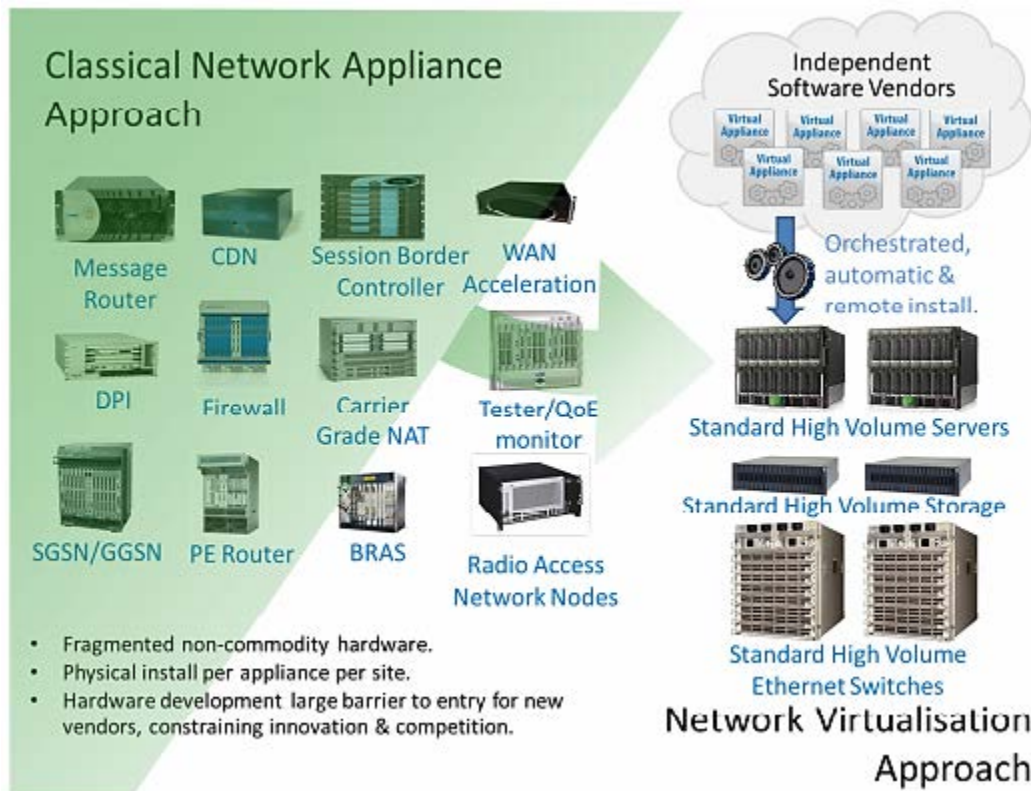 Classical Network Appliance
Approach
Message
Router
CDN
Session Border
Controller
WAN
Acceleration
DPI
Firewall
Carrier
Grade NAT
Tester/QoE
monitor
SGSN/GGSN
PE Router
BRAS
Radio Access
Network Nodes
• Fragmented non-commodity hardware.
• Physical install per appliance per site.
• Hardware development large barrier to entry for new
vendors, constraining innovation & competition.
Independent
Software Vendors
Virtual
Appliance
Virtual
Appliance
Virtual
Appliance
Virtual
Appliance
Virtual
Appliance
Virtual
Appliance
Virtual
Appliance
Orchestrated,
automatic &
remote install.
Standard High Volume Servers
Standard High Volume Storage
Standard High Volume
Ethernet Switches
Network Virtualisation
Approach